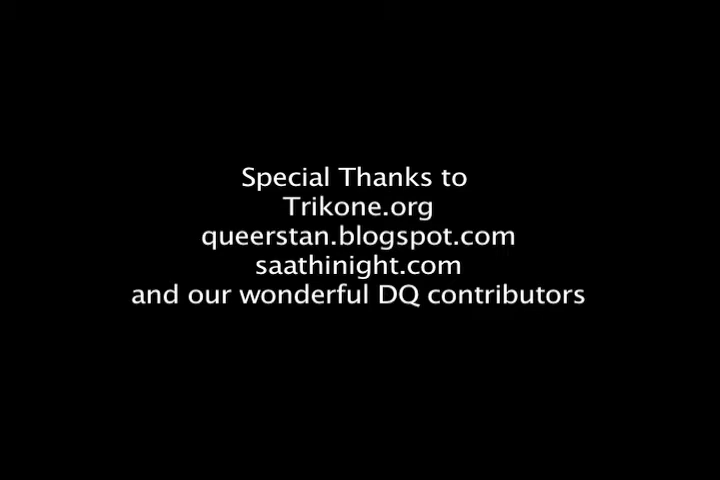 Special Thanks to
Trikone.org
queerstan.blogspot.com
saathinight.com
and our wonderful DQ contributors